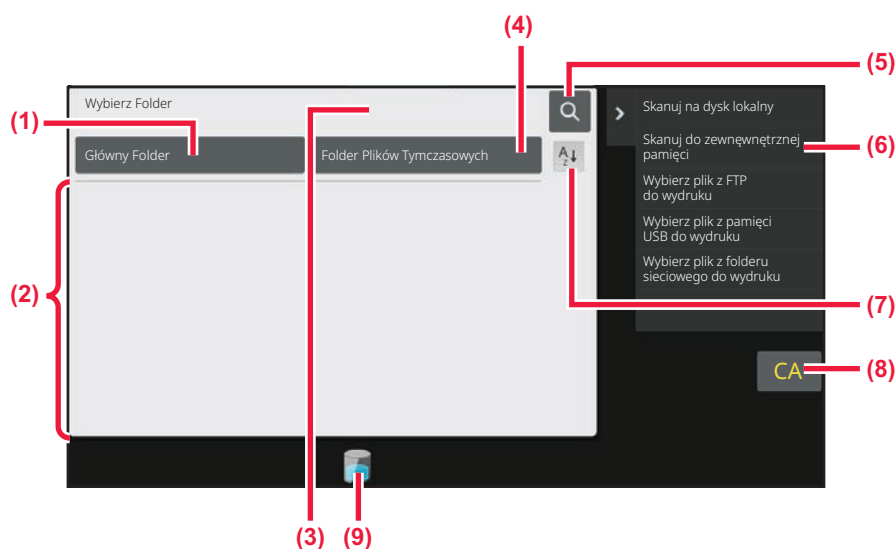 (4)
(5)
Wybierz Folder
Skanuj na dysk lokalny
(1)
Główny Folder
Folder Plików Tymczasowych
A
Z
Skanuj do zewnęwnętrznej
pamięci
(6)
Wybierz plik z FTP
do wydruku
Wybierz plik z pamięci
USB do wydruku
Wybierz plik z folderu
sieciowego do wydruku
(2)
(7)
CA
(8)
(3)
(9)